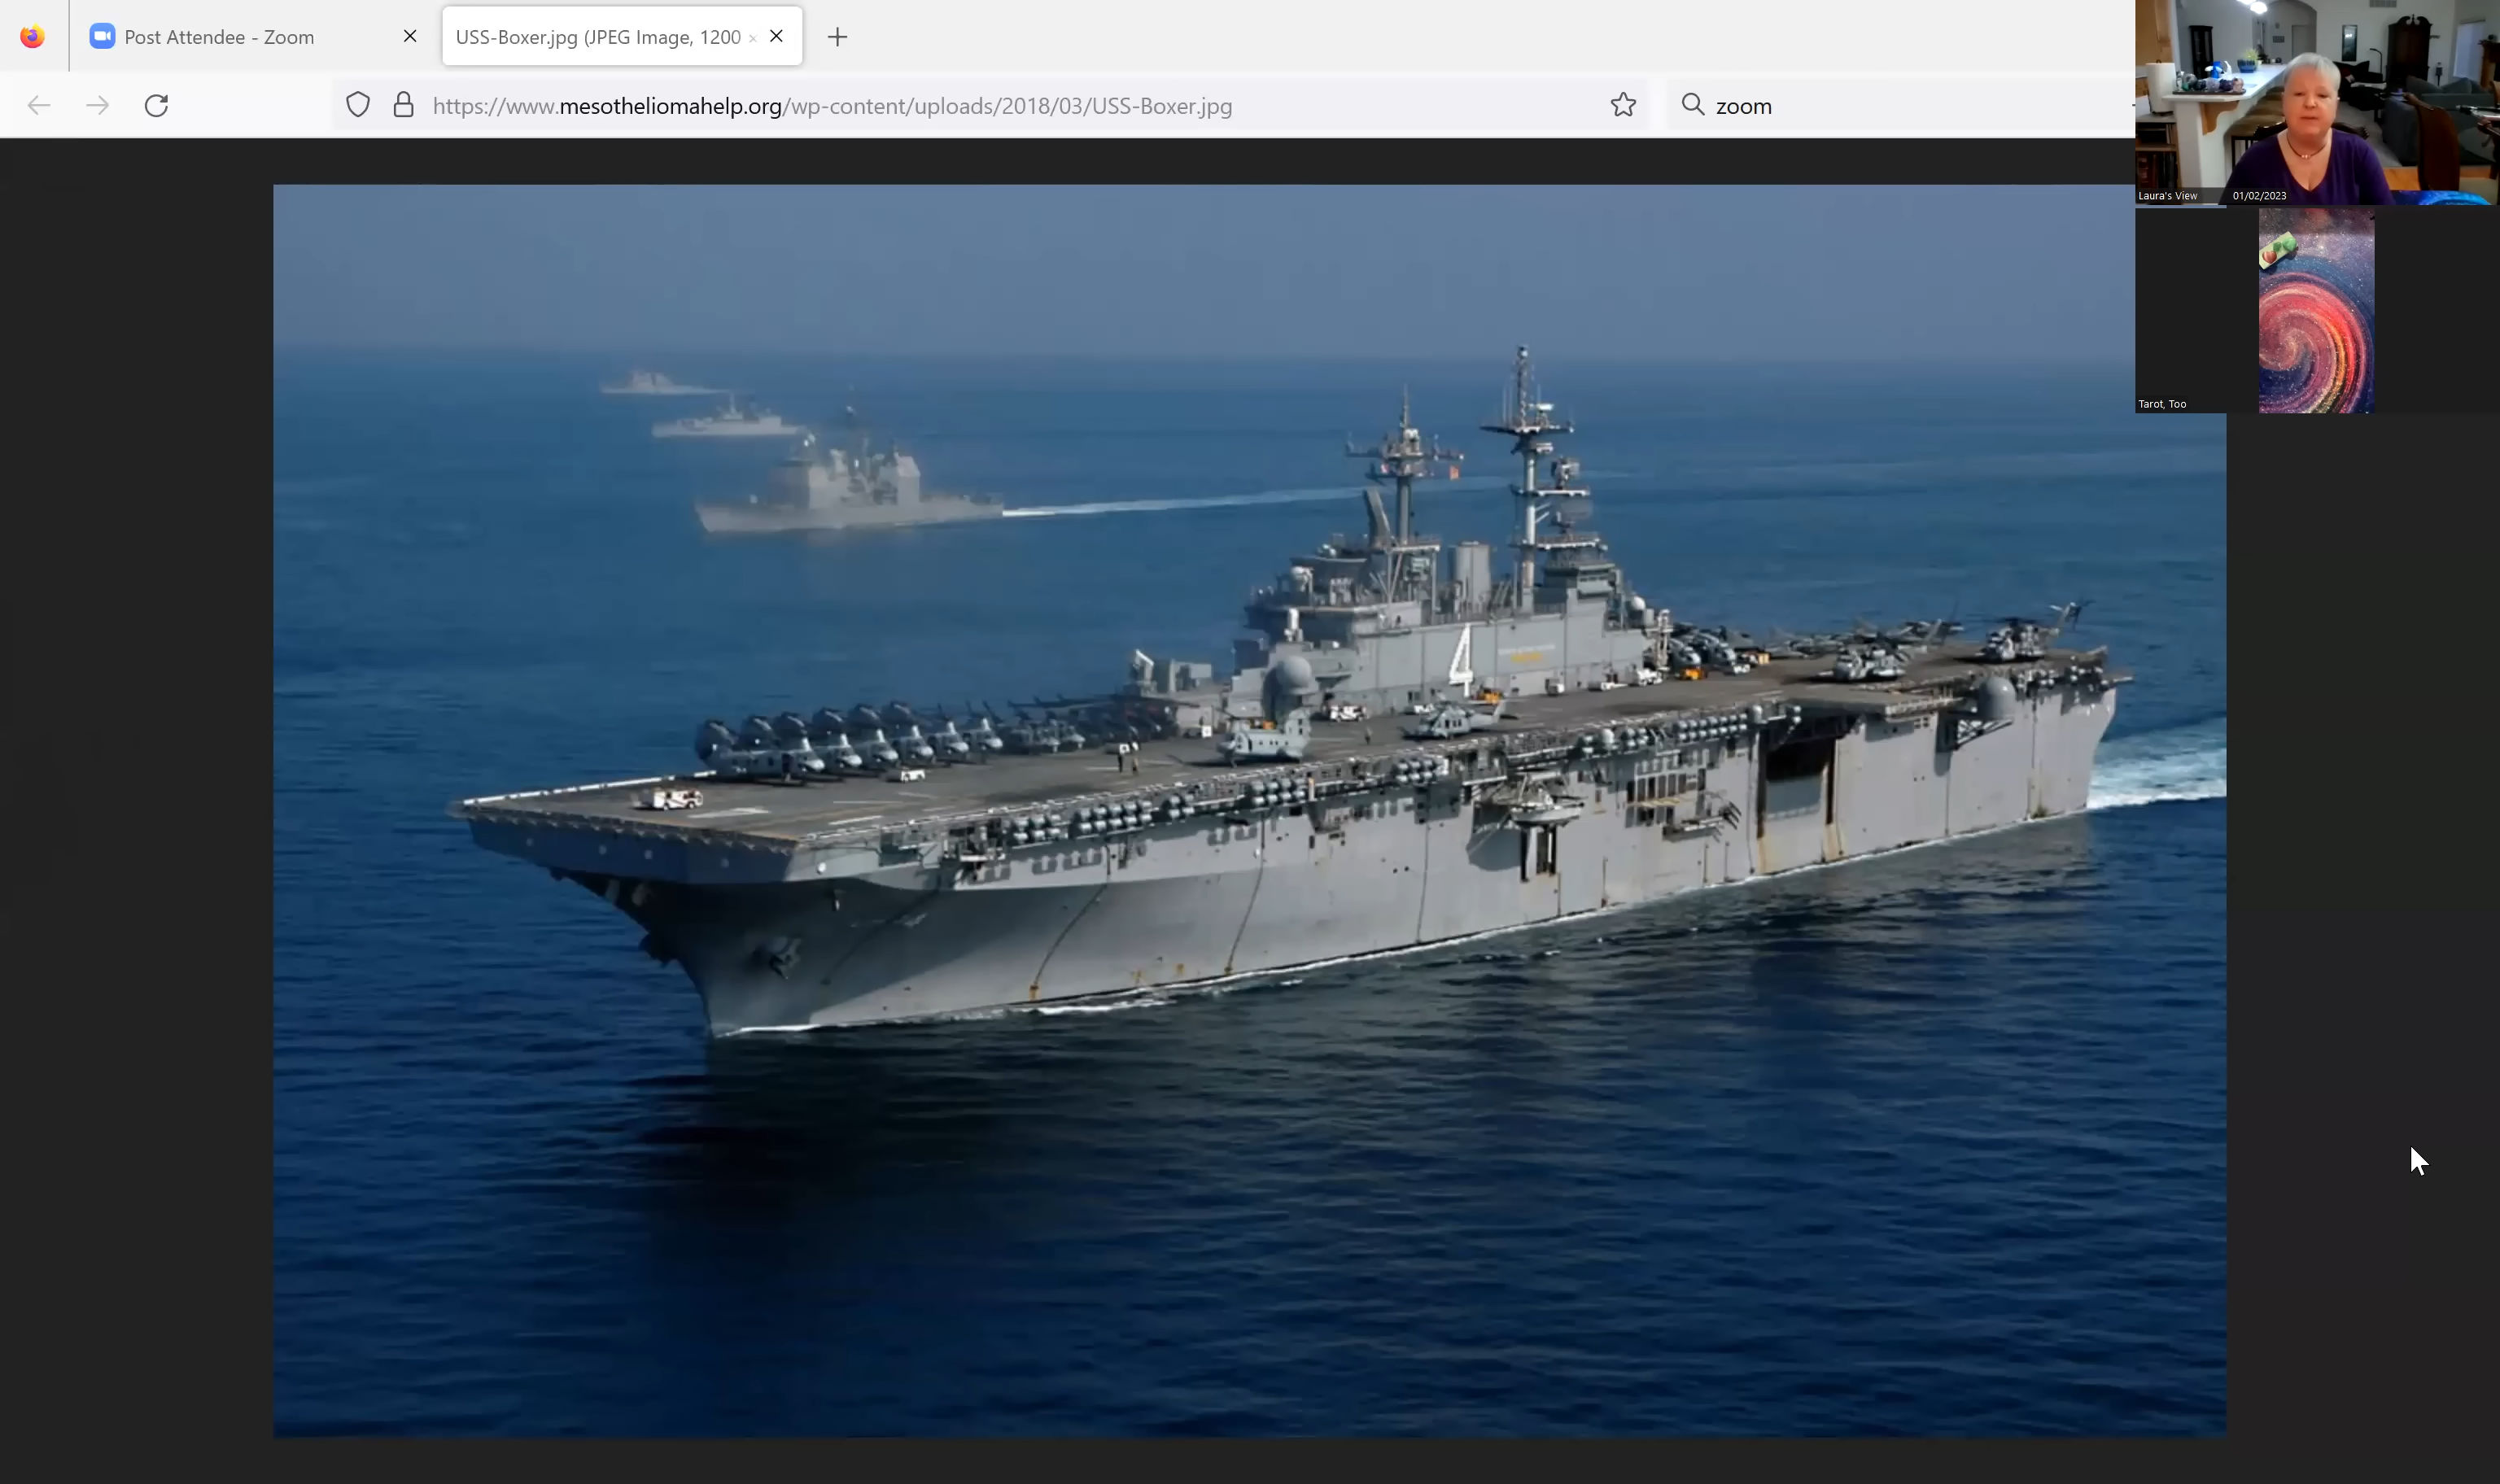 Post Attendee - Zoom
USS-Boxer.jpg (JPEG Image, 1200
https://www.mesotheliomahelp.org/wp-content/uploads/2018/03/USS-Boxer.jpg
zoom
Laura's View 01/02/2023
Tarot, Too
4